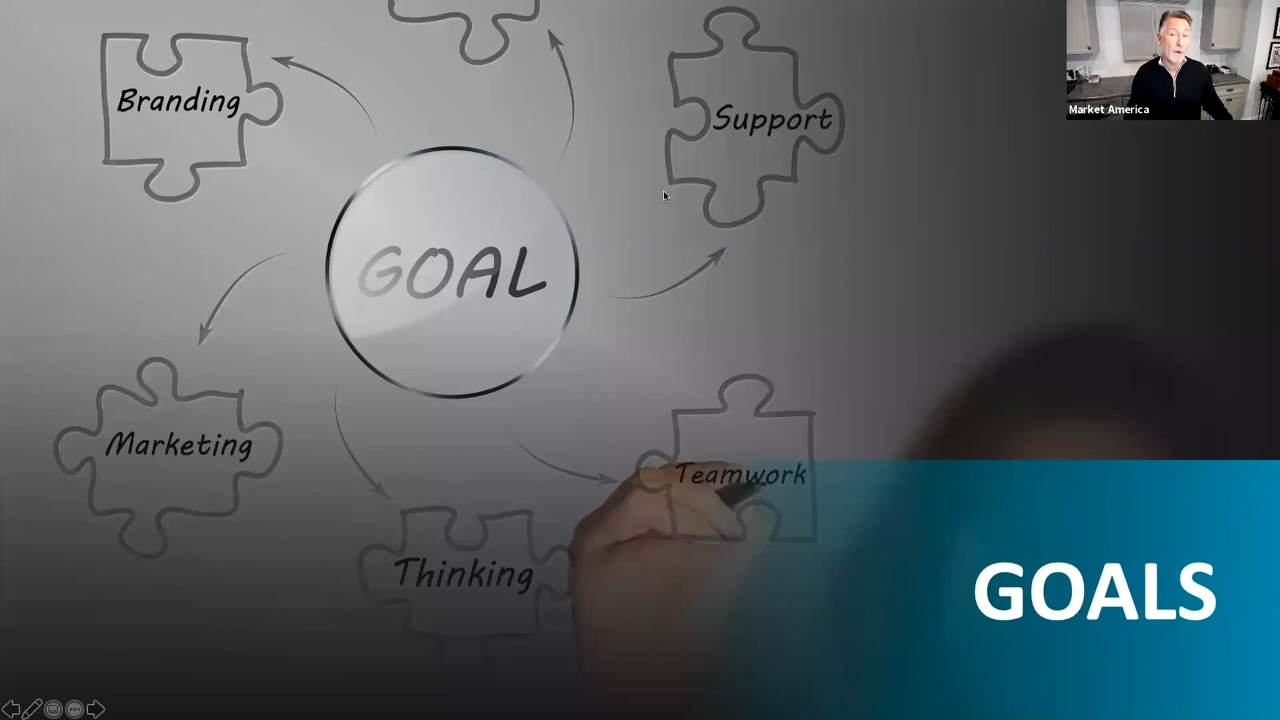 Branding
Support
Market America
GOAL
Marketing
Teamwork
Thinking
GOALS